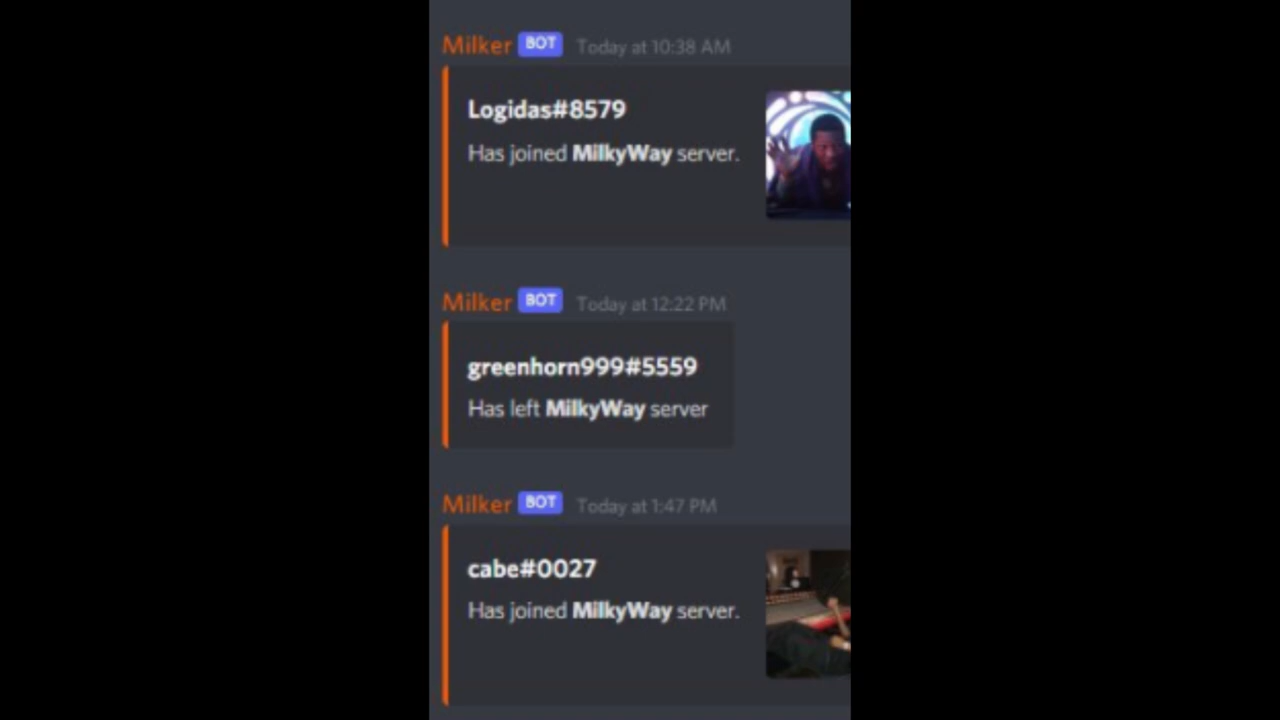 Milker BOT Today at 10:38 AM
Logidas#8579
Has joined MilkyWay server.
Milker BOT Today at 12:22 PM
greenhorn999#5559
Has left MilkyWay server
Milker BOT Today at 1:47 PM
cabe#0027
Has joined MilkyWay server.